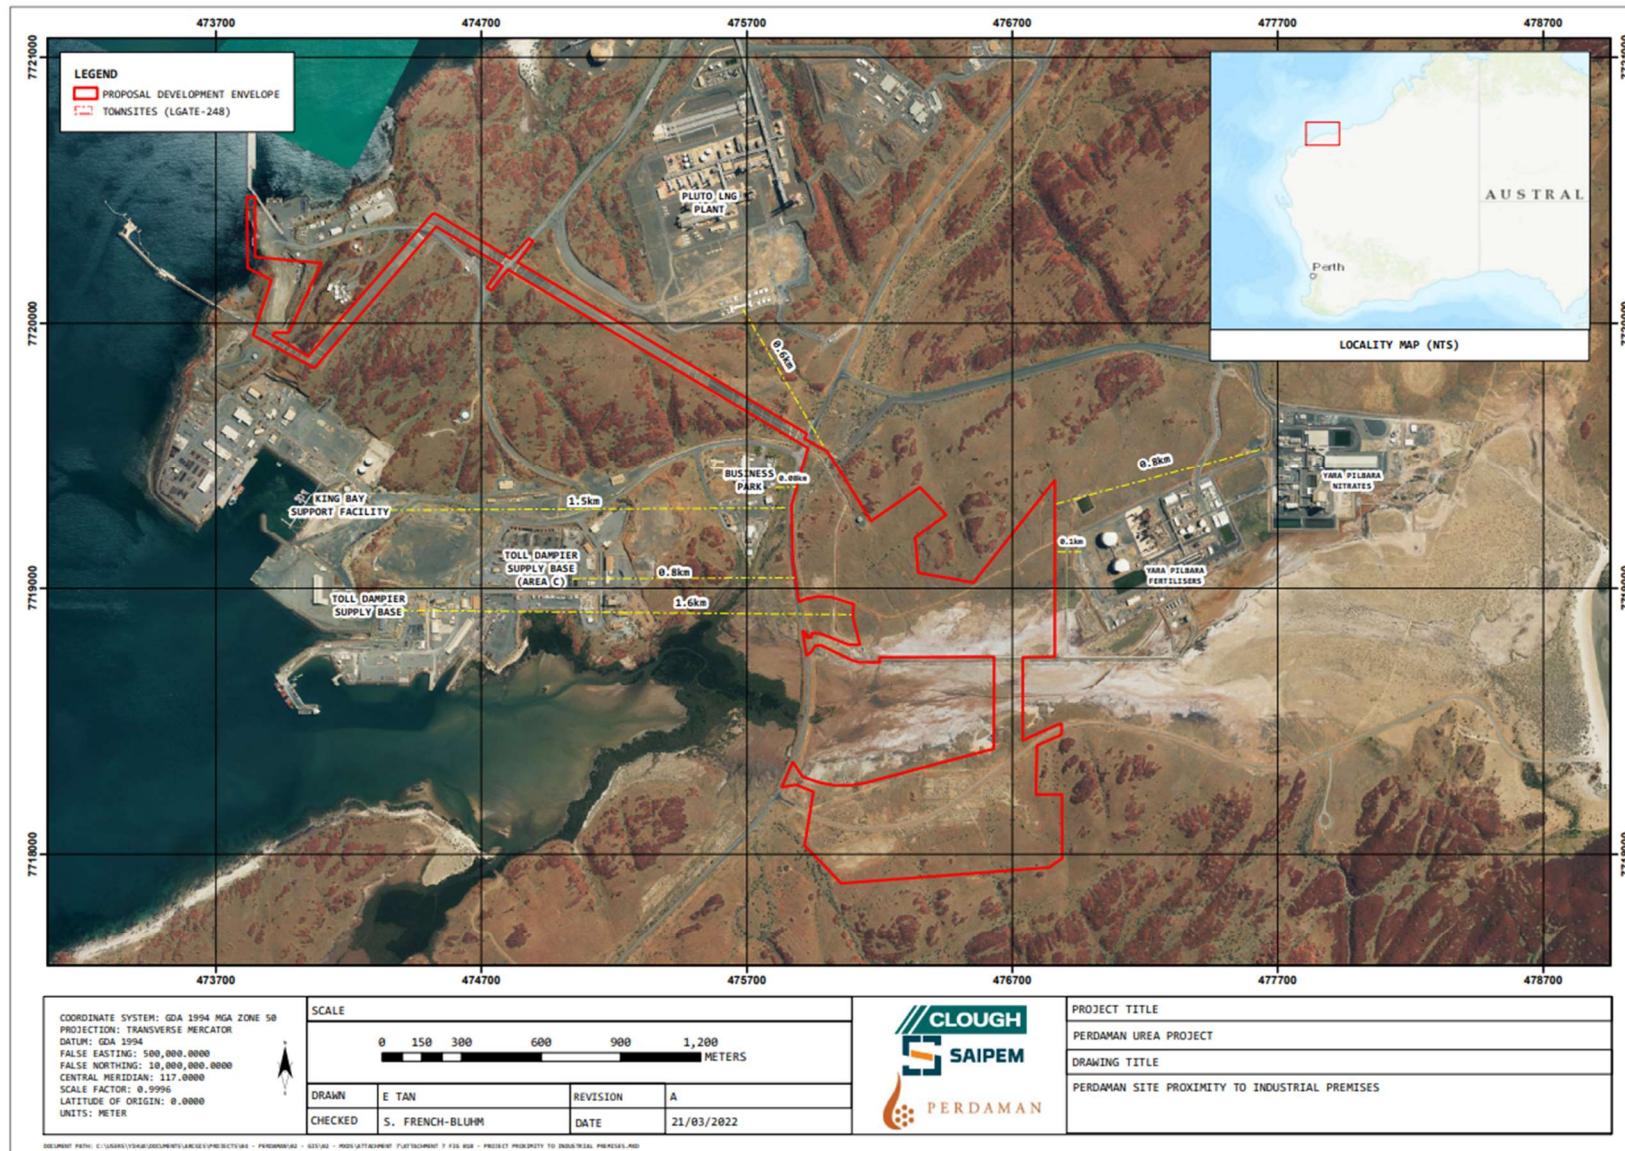 473700 474700 475700 476700 477700 478700
7721000
LEGEND
PROPOSAL DEVELOPMENT ENVELOPE
TOWNSITES (LGATE-248)
AUSTRAL
Perth
LOCALITY MAP (NTS)
PLUTO LNG
PLANT
7720000
0.6km
0.8km
BUSINESS
PARK
0.08km
YARA PILBARA
NITRATES
KING BAY
SUPPORT FACILITY
1.5km
0.1km
TOLL DAMPIER
SUPPLY BASE
(AREA C)
0.8km
YARA PILBARA
FERTILISERS
7719000
TOLL DAMPIER
SUPPLY BASE
1.6km
7718000
473700 474700 475700 476700 477700 478700
COORDINATE SYSTEM: GDA 1994 MGA ZONE 50
PROJECTION: TRANSVERSE MERCATOR
DATUM: GDA 1994
FALSE EASTING: 500,000.0000
FALSE NORTHING: 10,000,000.0000
CENTRAL MERIDIAN: 117.0000
SCALE FACTOR: 0.9996
LATITUDE OF ORIGIN: 0.0000
UNITS: METER
N
SCALE
0 150 300 600 900 1,200
METERS
DRAWN E TAN REVISION A
CHECKED S. FRENCH-BLUHM DATE 21/03/2022
CLOUGH
SAIPEM
PERDAMAN
PROJECT TITLE
PERDAMAN UREA PROJECT
DRAWING TITLE
PERDAMAN SITE PROXIMITY TO INDUSTRIAL PREMISES